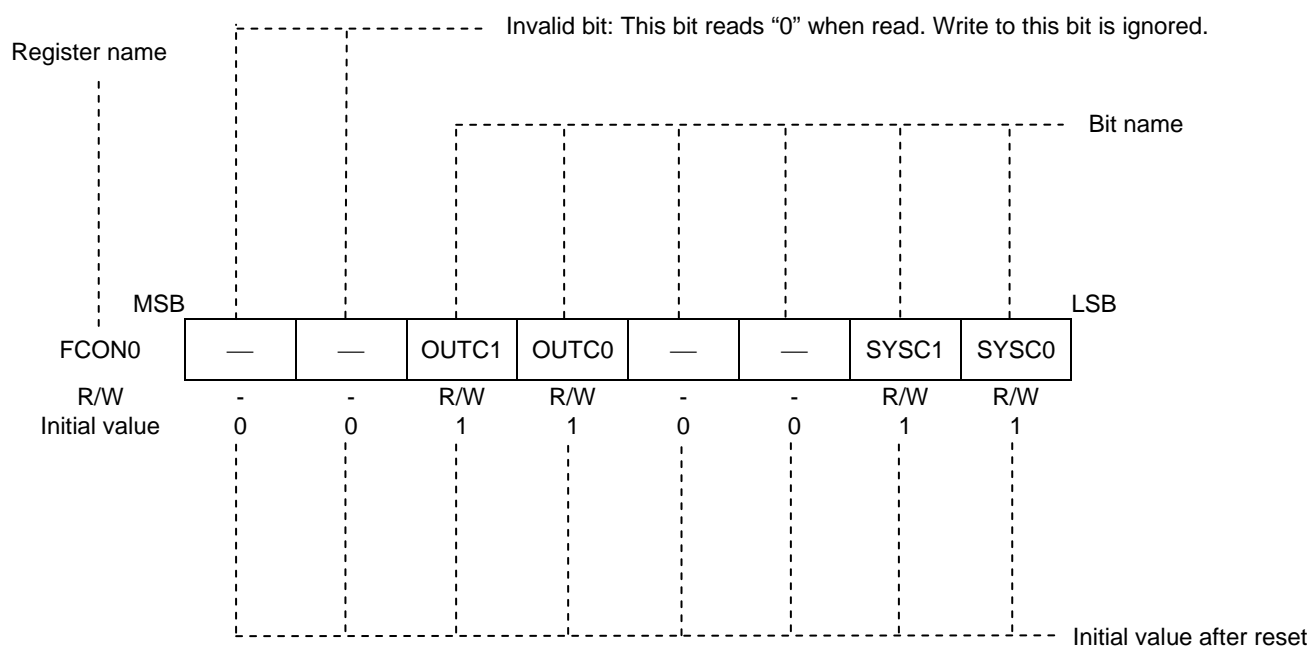 Invalid bit: This bit reads “0” when read. Write to this bit is ignored.
Register name
Bit name
MSB LSB
FCON0 — — OUTC1 OUTC0 — — SYSC1 SYSC0
R/W - - R/W R/W - - R/W R/W
Initial value 0 0 1 1 0 0 1 1
Initial value after reset